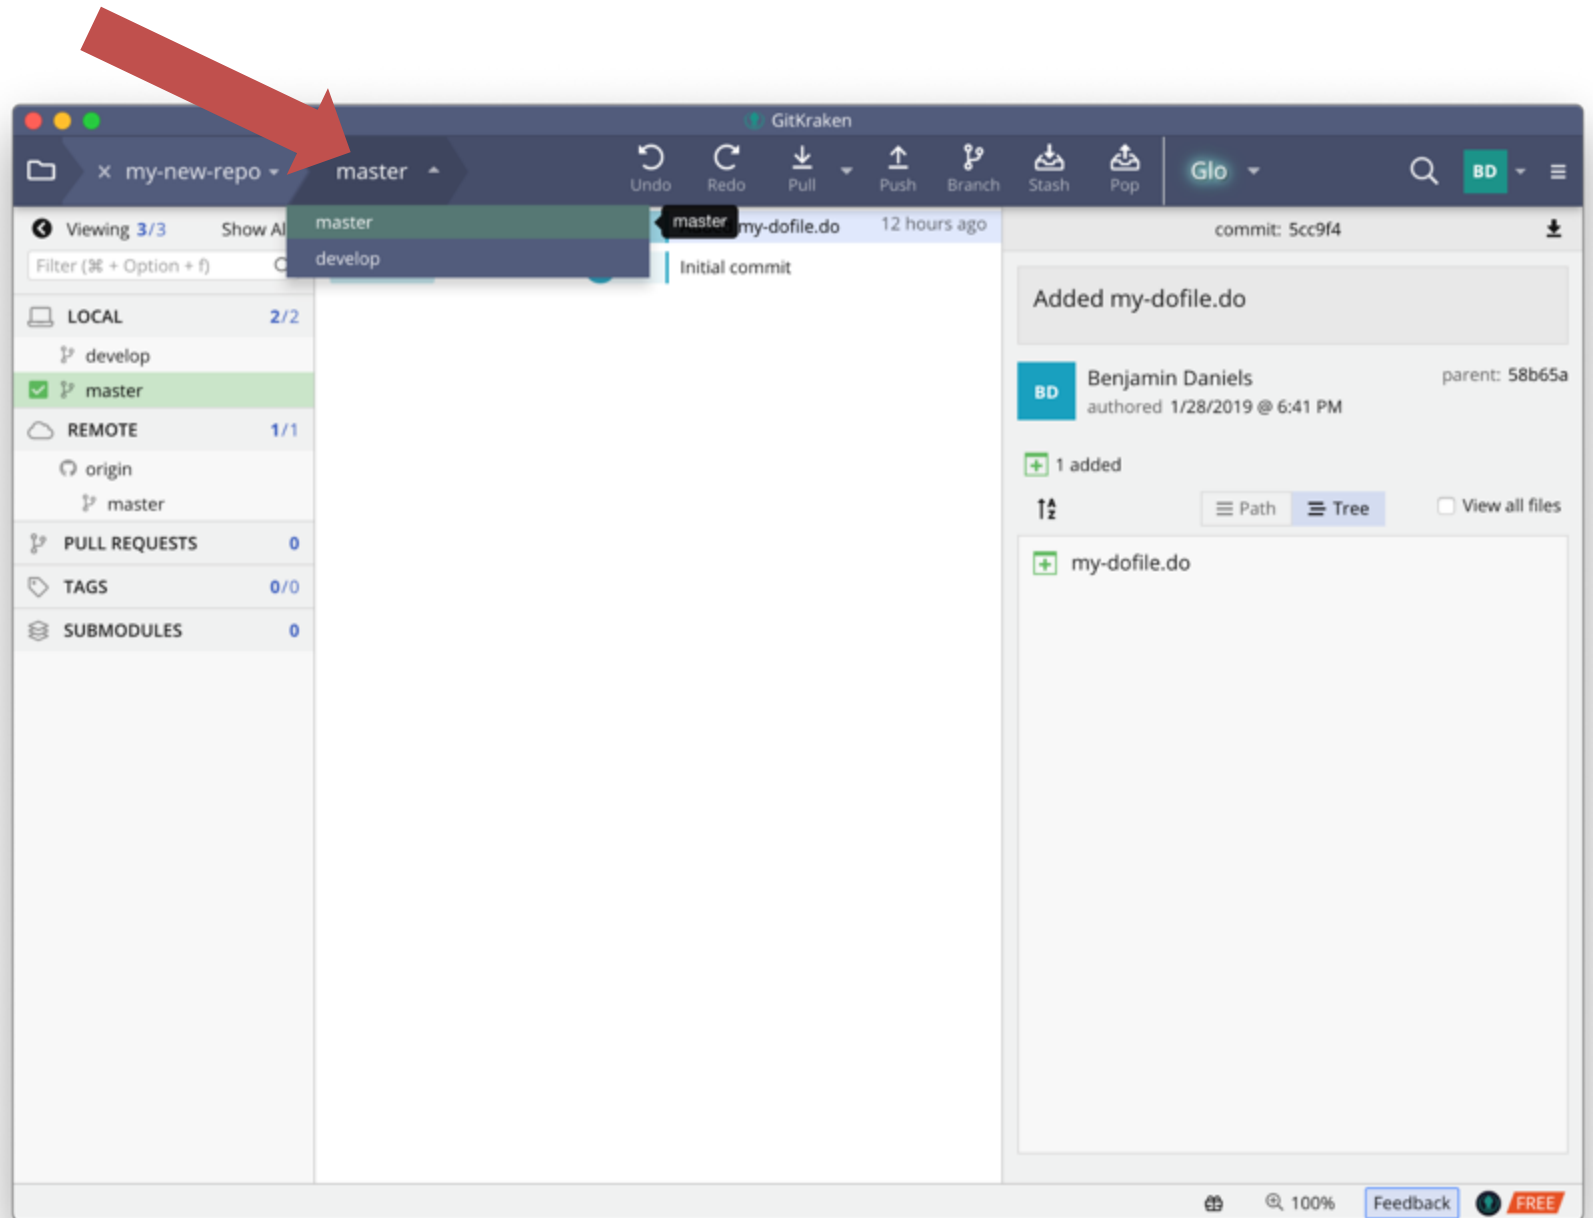 GitKraken
my-new-repo
master
Undo
Redo
Pull
Push
Branch
Stash
Pop
Glo
BD
Viewing 3/3
Show Al
Filter (⌘ + Option + f)
master
develop
master
my-dofile.do
12 hours ago
Initial commit
LOCAL 2/2
develop
master
REMOTE 1/1
origin
master
PULL REQUESTS 0
TAGS 0/0
SUBMODULES 0
commit: 5cc9f4
Added my-dofile.do
BD
Benjamin Daniels
authored 1/28/2019 @ 6:41 PM
parent: 58b65a
1 added
A
Z
Path
Tree
View all files
my-dofile.do
100%
Feedback
FREE